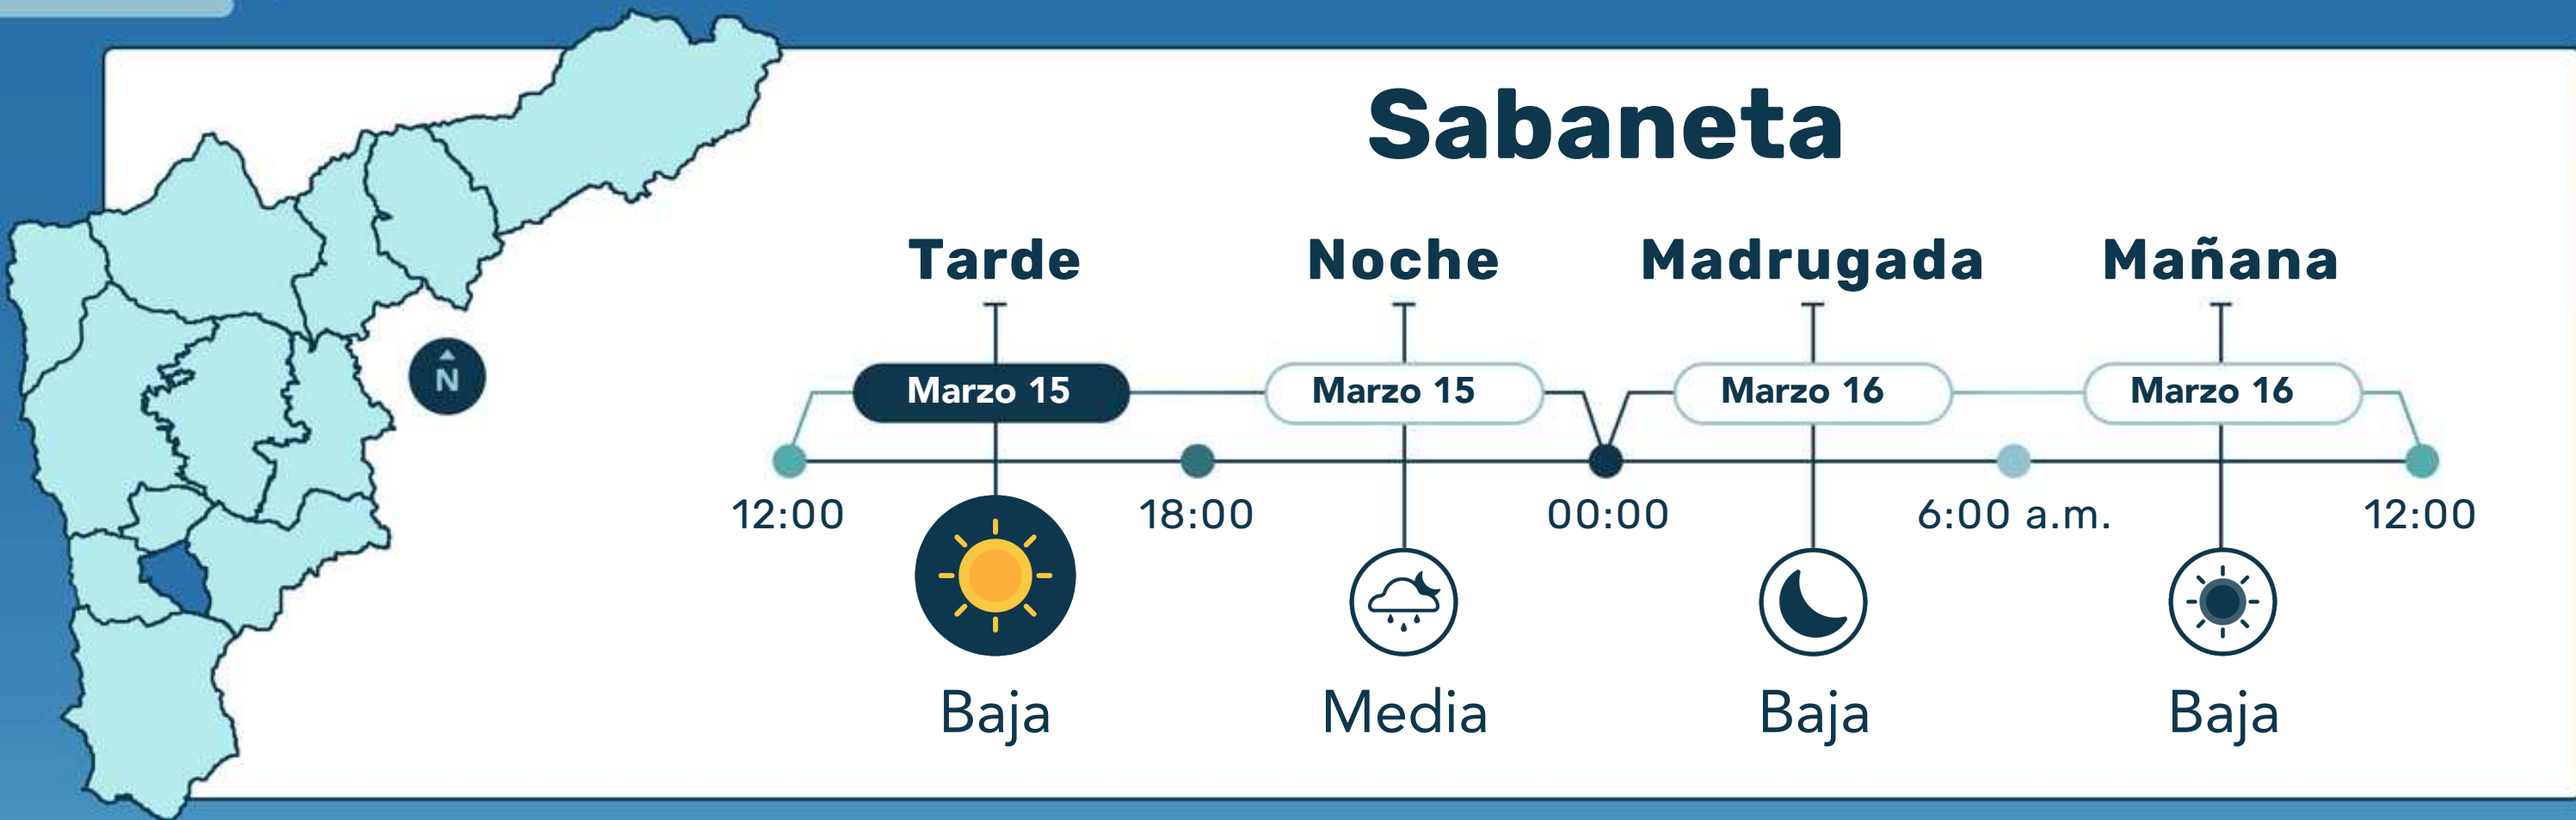 Sabaneta
Tarde Noche Madrugada Mañana
Marzo 15 Marzo 15 Marzo 16 Marzo 16
N
12:00 18:00 00:00 6:00 a.m. 12:00
Baja Media Baja Baja